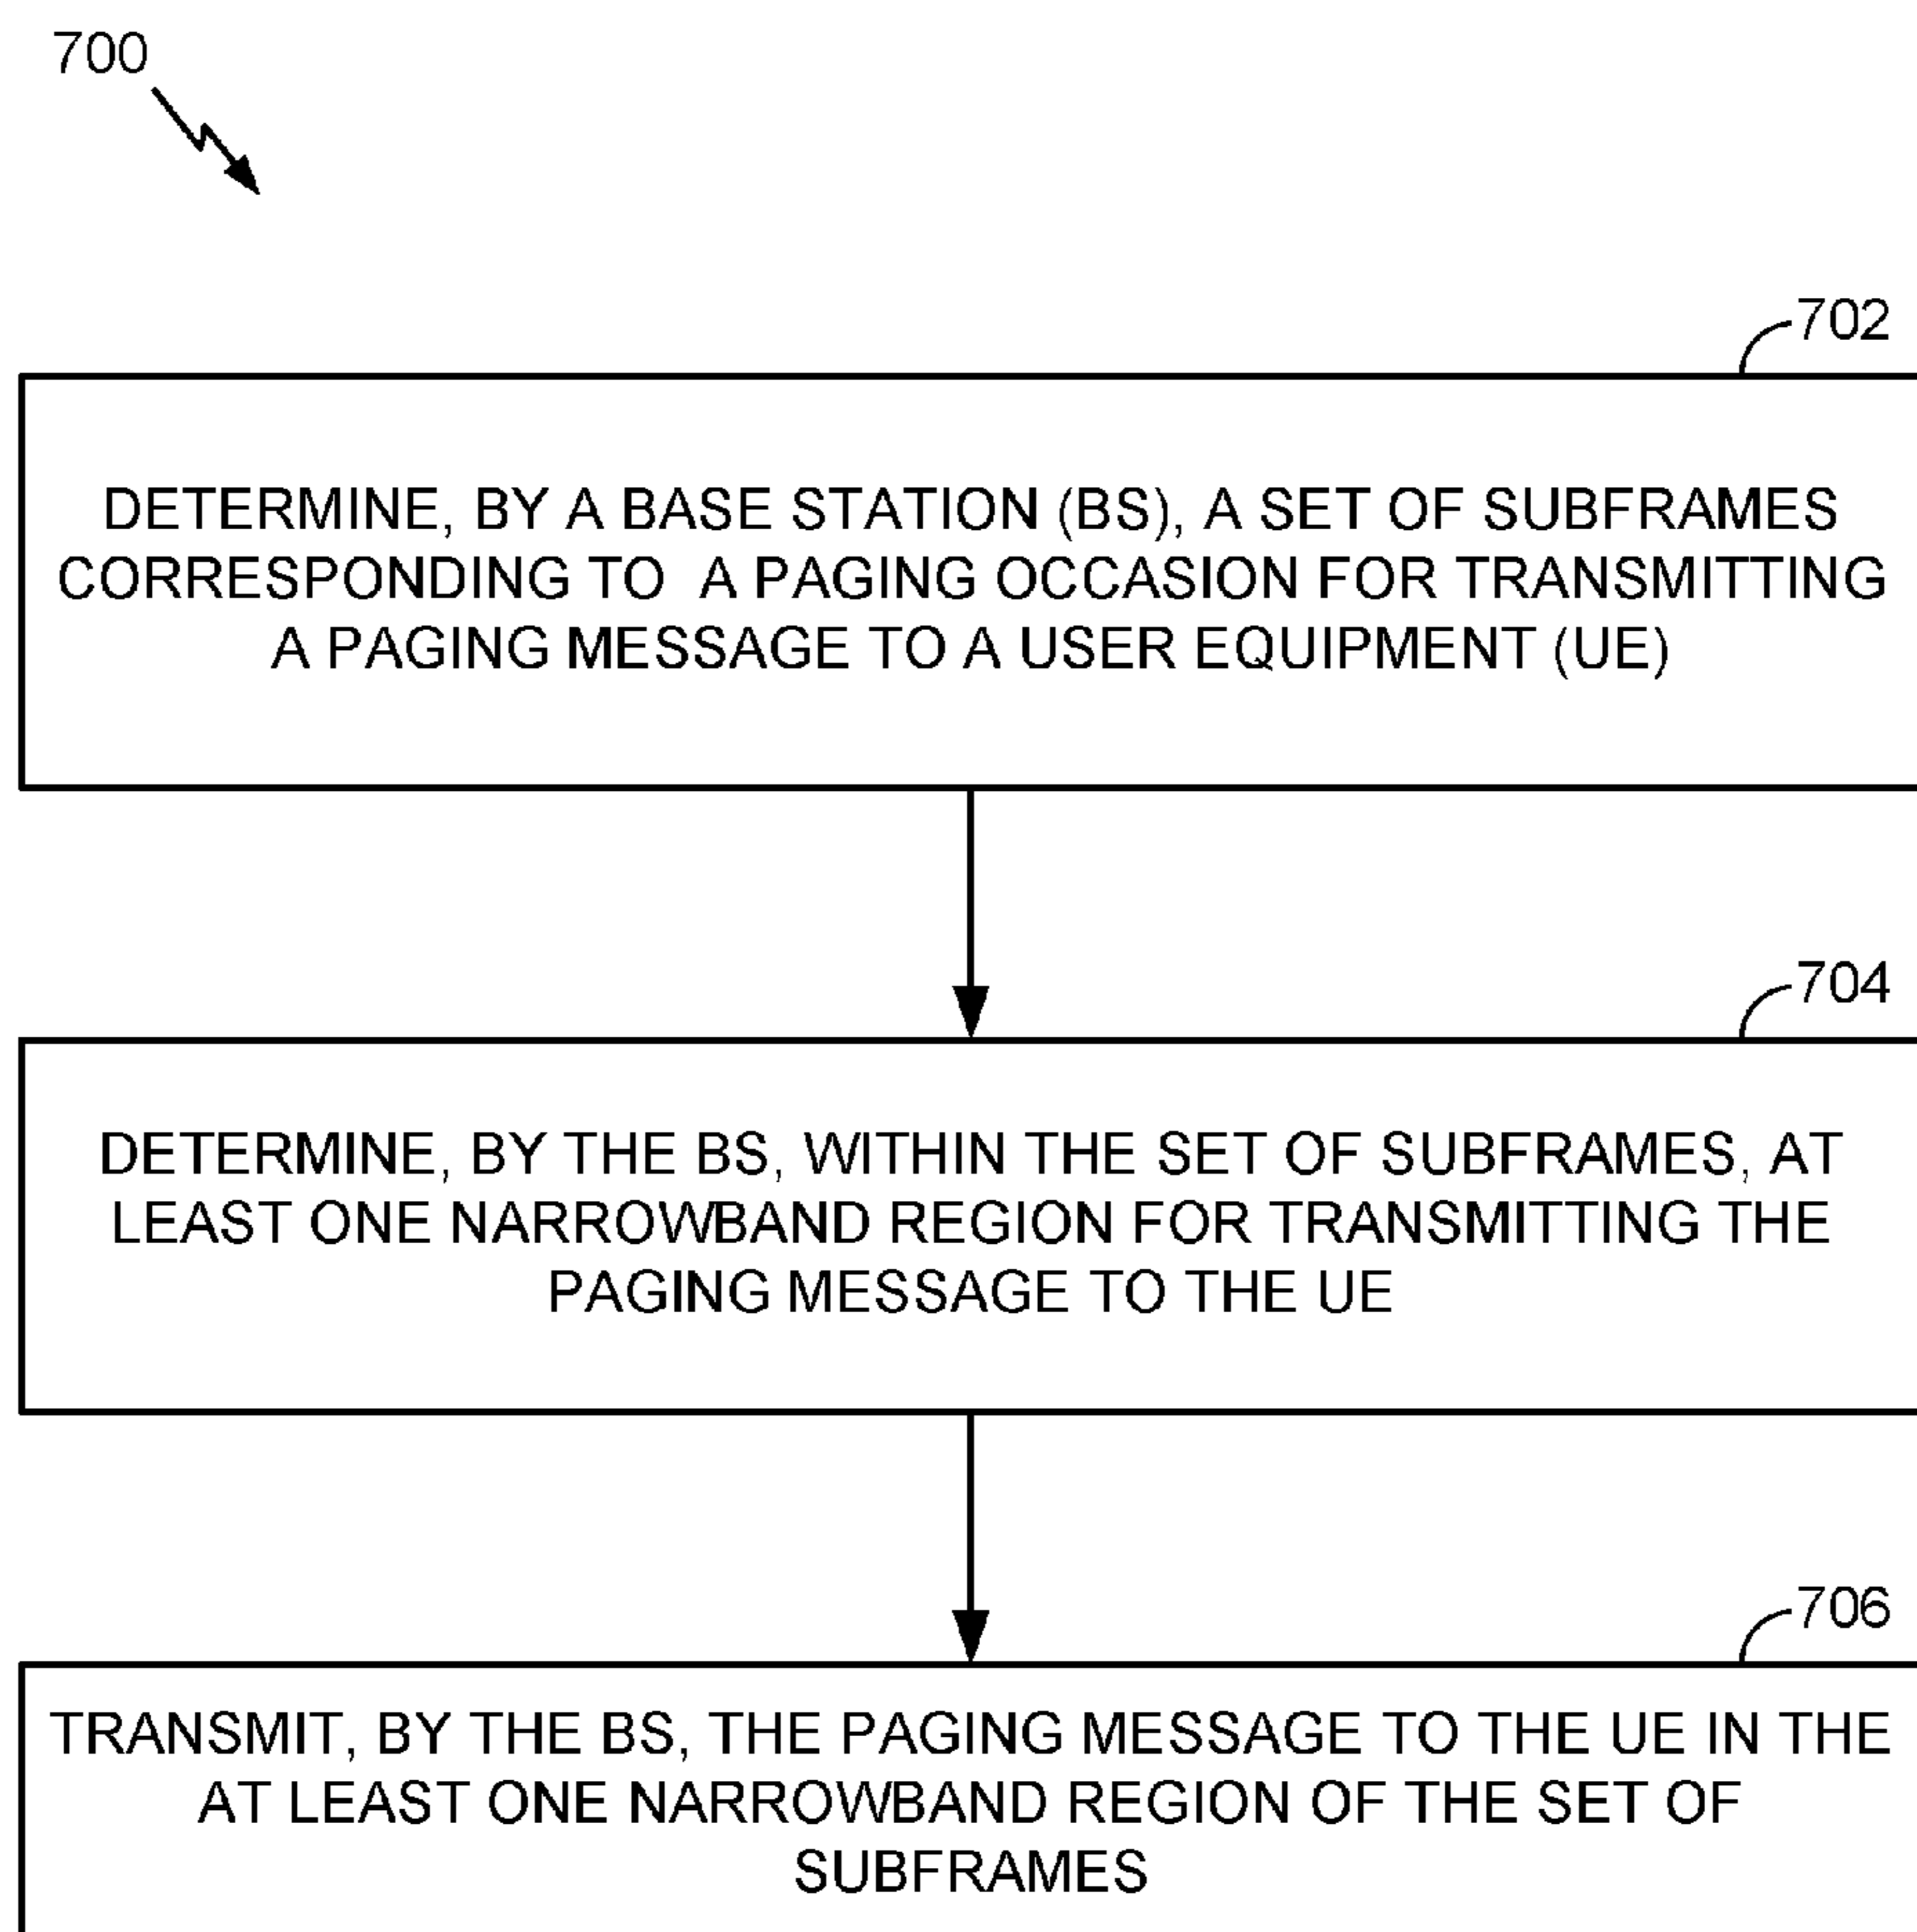 700
702
DETERMINE, BY A BASE STATION (BS), A SET OF SUBFRAMES
CORRESPONDING TO A PAGING OCCASION FOR TRANSMITTING
A PAGING MESSAGE TO A USER EQUIPMENT (UE)
704
DETERMINE, BY THE BS, WITHIN THE SET OF SUBFRAMES, AT
LEAST ONE NARROWBAND REGION FOR TRANSMITTING THE
PAGING MESSAGE TO THE UE
706
TRANSMIT, BY THE BS, THE PAGING MESSAGE TO THE UE IN THE
AT LEAST ONE NARROWBAND REGION OF THE SET OF
SUBFRAMES